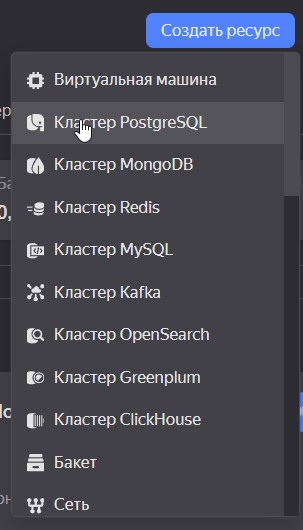 Создать ресурс
Виртуальная машина
Кластер PostgreSQL
Кластер MongoDB
Кластер Redis
Кластер MySQL
Кластер Kafka
Кластер OpenSearch
Кластер Greenplum
Кластер ClickHouse
Бакет
Сеть